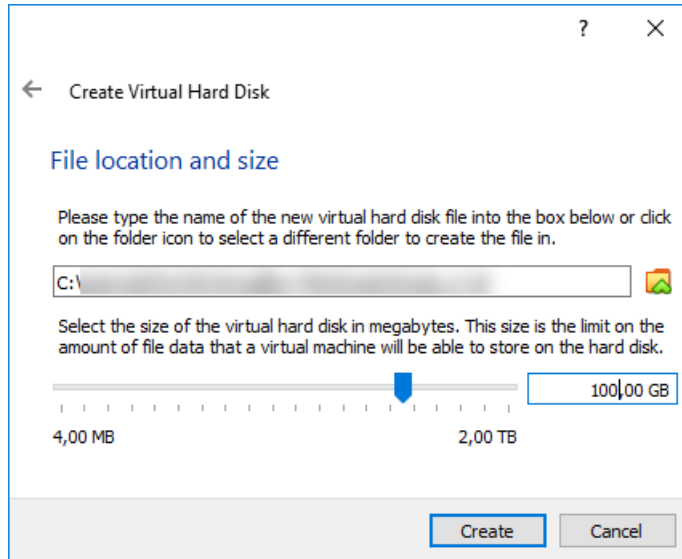 ?
Create Virtual Hard Disk
File location and size
Please type the name of the new virtual hard disk file into the box below or click
on the folder icon to select a different folder to create the file in.
C:\
Select the size of the virtual hard disk in megabytes. This size is the limit on the
amount of file data that a virtual machine will be able to store on the hard disk.
100,00 GB
4,00 MB 2,00 TB
Create Cancel